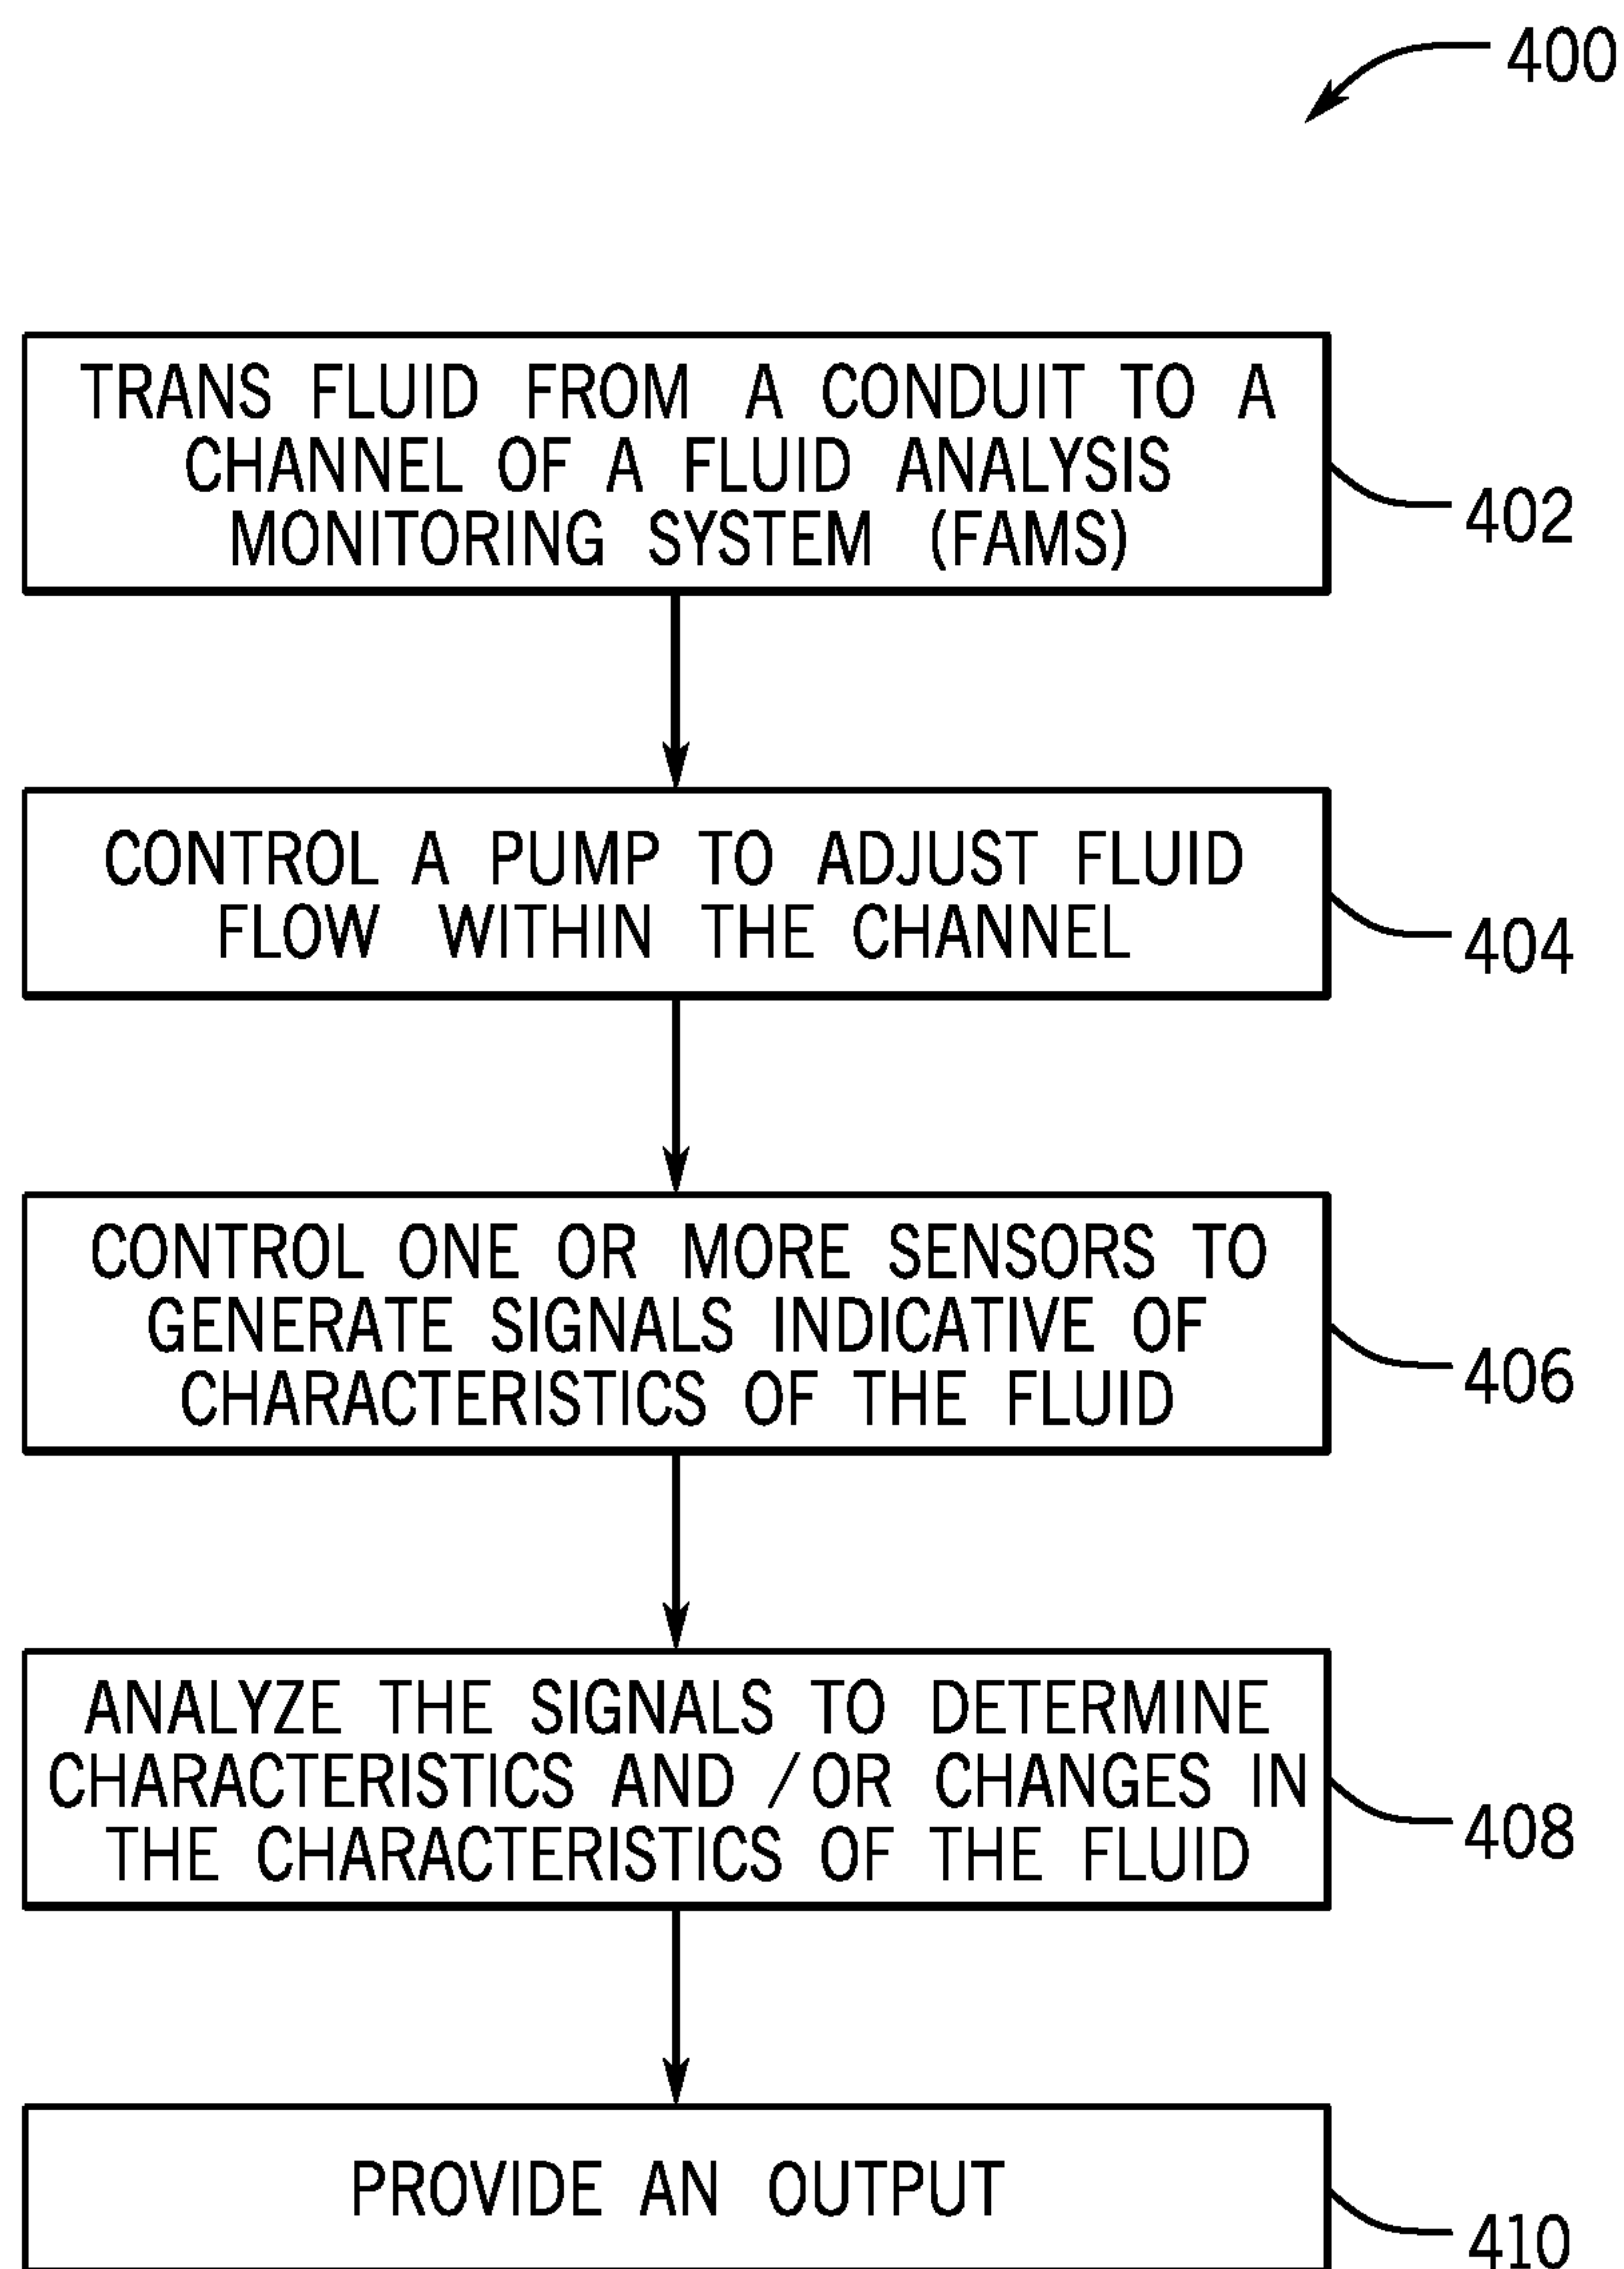 400
TRANS FLUID FROM A CONDUIT TO A
CHANNEL OF A FLUID ANALYSIS
MONITORING SYSTEM (FAMS)
402
CONTROL A PUMP TO ADJUST FLUID
FLOW WITHIN THE CHANNEL
404
CONTROL ONE OR MORE SENSORS TO
GENERATE SIGNALS INDICATIVE OF
CHARACTERISTICS OF THE FLUID
406
ANALYZE THE SIGNALS TO DETERMINE
CHARACTERISTICS AND/OR CHANGES IN
THE CHARACTERISTICS OF THE FLUID
408
PROVIDE AN OUTPUT
410